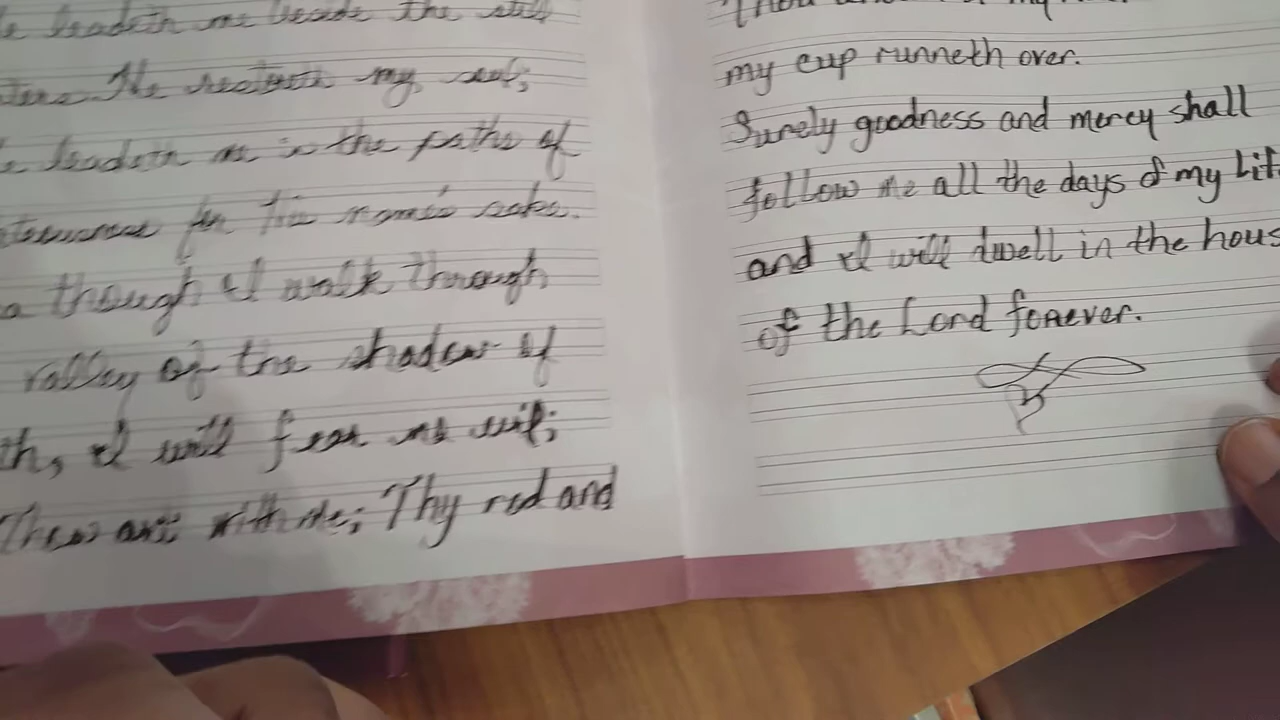 leadeth me beside the still
He restoreth my soul;
leadeth me in the paths of
for his name's sake.
though I walk through
valley of the shadow of
th, I will fear no evil;
Thou art with me; Thy rod and
my cup runneth over.
Surely goodness and mercy shall
follow me all the days of my
and I will dwell in the
of the Lord forever.